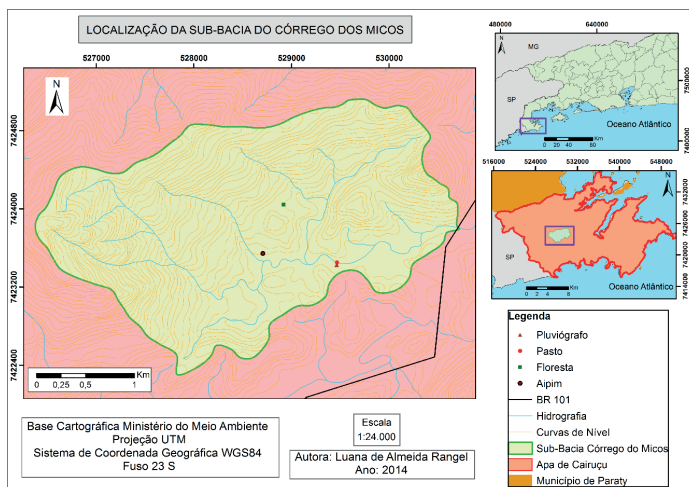 LOCALIZAÇÃO DA SUB-BACIA DO CÓRREGO DOS MICOS
527000 528000 529000 530000
N
7424800
7424000
7423200
7422400
Km
0 0,25 0,5 1
Base Cartográfica Ministério do Meio Ambiente
Projeção UTM
Sistema de Coordenada Geográfica WGS84
Fuso 23 S
Escala
1:24.000
Autora: Luana de Almeida Rangel
Ano: 2014
480000 640000
N
MG
SP
Oceano Atlântico
Km
0 20 40 80
7500000
7400000
516000 524000 532000 540000 548000
N
SP
Oceano Atlântico
Km
0 2 4 8
7432000
7426000
7420000
7414000
Legenda
Pluviógrafo
Pasto
Floresta
Aipim
BR 101
Hidrografia
Curvas de Nível
Sub-Bacia Córrego do Micos
Apa de Cairuçu
Município de Paraty